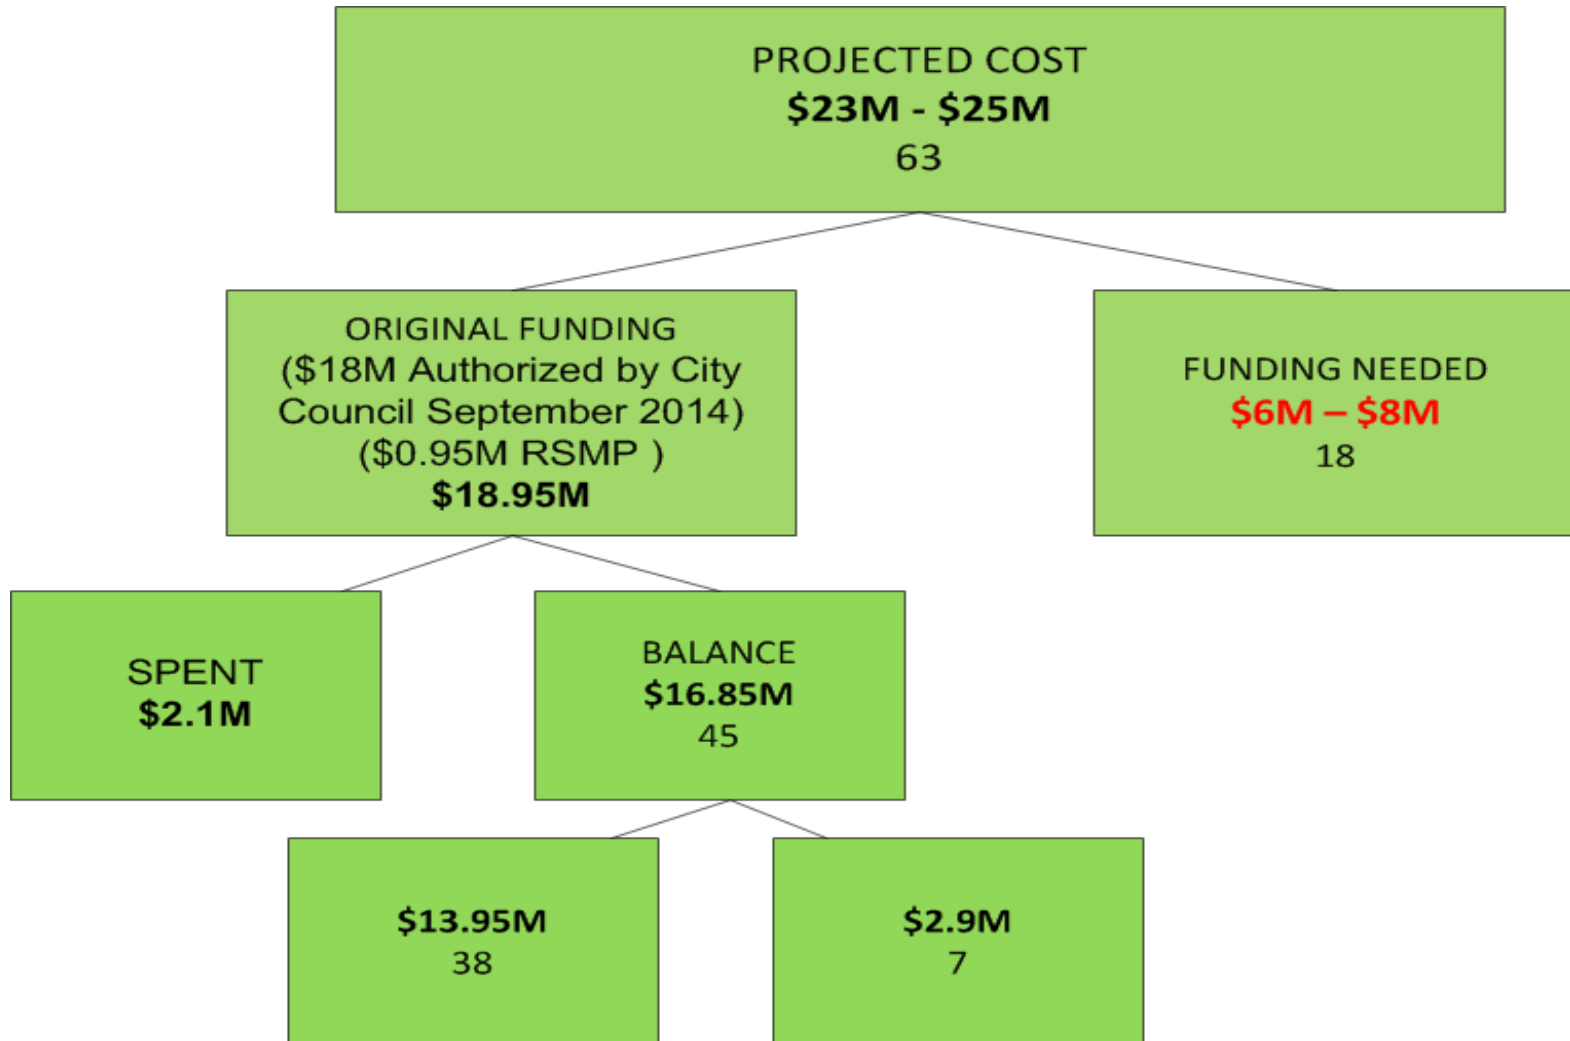 PROJECTED COST
$23M - $25M
63
ORIGINAL FUNDING
($18M Authorized by City
Council September 2014)
($0.95M RSMP )
$18.95M
FUNDING NEEDED
$6M – $8M
18
SPENT
$2.1M
BALANCE
$16.85M
45
$13.95M
38
$2.9M
7